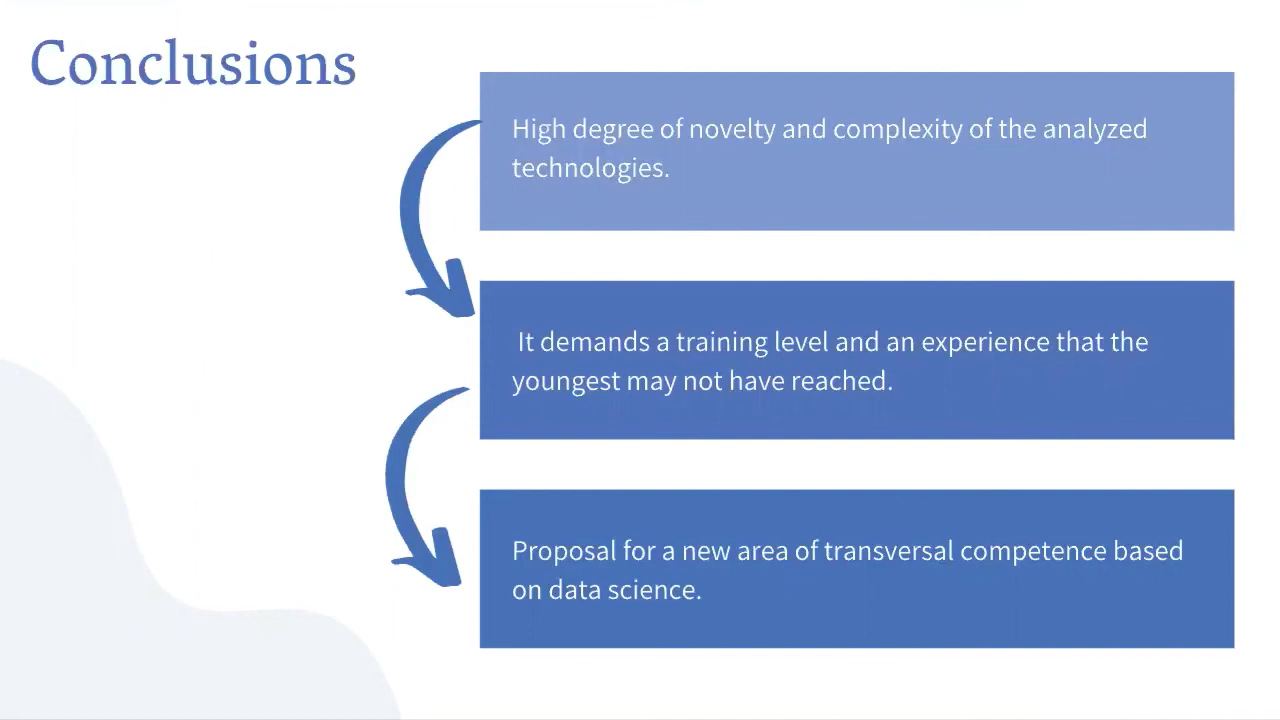 Conclusions
High degree of novelty and complexity of the analyzed
technologies.
It demands a training level and an experience that the
youngest may not have reached.
Proposal for a new area of transversal competence based
on data science.